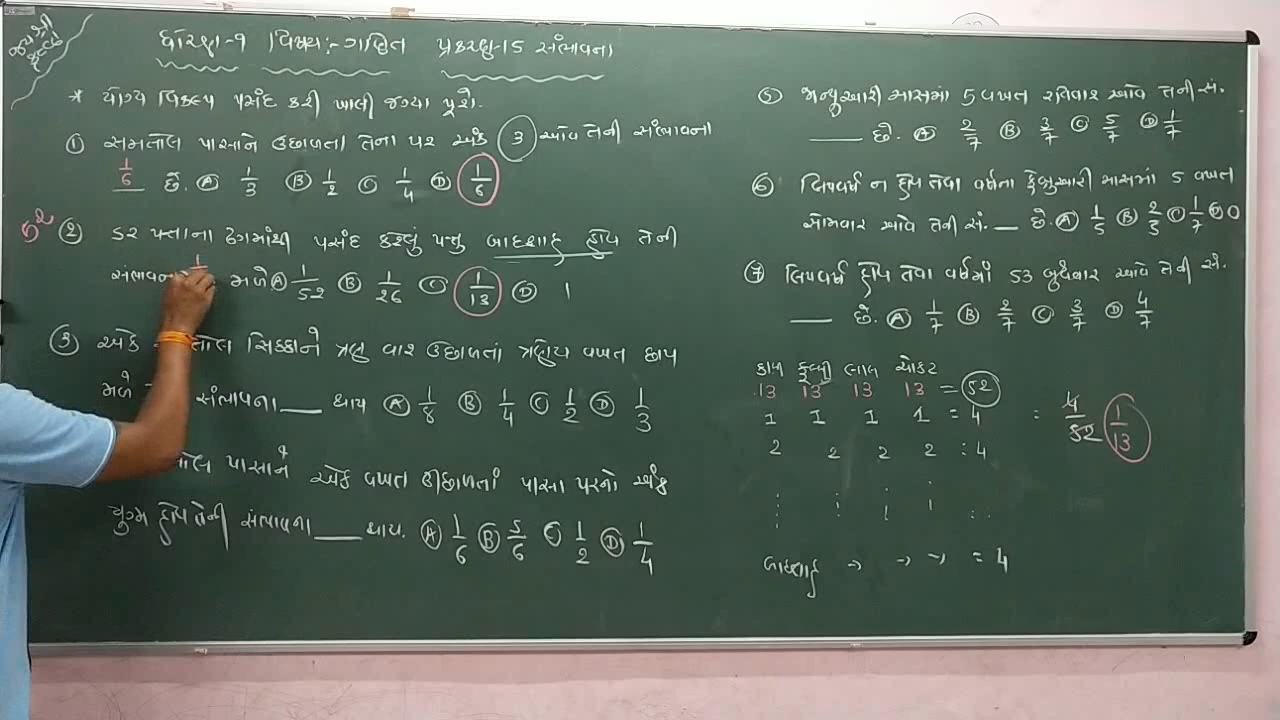 જય શ્રી કૃષ્ણ
ધોરણ-૧ વિષય:-ગણિત પ્રકરણ-15 સંભાવના
* યોગ્ય વિકલ્પ પસંદ કરી ખાલી જગ્યા પૂરો.
① સમતોલ પાસાને ઉછાળતા તેના પર અંક 3 આવે તેની સંભાવના
1/6 છે. Ⓐ 1/3 Ⓑ 1/2 Ⓒ 1/4 Ⓓ 1/6
② 52 પત્તાના ઢગમાંથી પસંદ કરેલું પત્તુ બાદશાહ હોય તેની
સંભાવના મળે Ⓐ 1/52 Ⓑ 1/26 Ⓒ 1/13 Ⓓ 1
③ એક સિક્કાને ત્રણ વાર ઉછાળતાં ત્રણેય વખત છાપ
મળે સંભાવના ___ થાય Ⓐ 1/8 Ⓑ 1/4 Ⓒ 1/2 Ⓓ 1/3
પાસાને એક વખત ઉછાળતાં પાસા પરનો અંક
યુગ્મ હોય તેની સંભાવના ___ થાય. Ⓐ 1/6 Ⓑ 5/6 Ⓒ 1/2 Ⓓ 1/4
⑤ જાન્યુઆરી માસમાં 5 વખત રવિવાર આવે તેની સં.
___ છે. Ⓐ 2/7 Ⓑ 3/7 Ⓒ 5/7 Ⓓ 1/7
⑥ લિપવર્ષ ન હોય તેવા વર્ષના ફેબ્રુઆરી માસમાં 5 વખત
સોમવાર આવે તેની સં. __ છે. Ⓐ 1/5 Ⓑ 2/5 Ⓒ 1/7 Ⓓ 0
⑦ લિપવર્ષ હોય તેવા વર્ષમાં 53 બુધવાર આવે તેની સં.
___ છે. Ⓐ 1/7 Ⓑ 2/7 Ⓒ 3/7 Ⓓ 4/7
કાળી ફુલ્લી લાલ ચોકટ
13 13 13 13 = 52
1 1 1 1 = 4 = 4/52 1/13
2 2 2 2 : 4
બાદશાહ → → → = 4